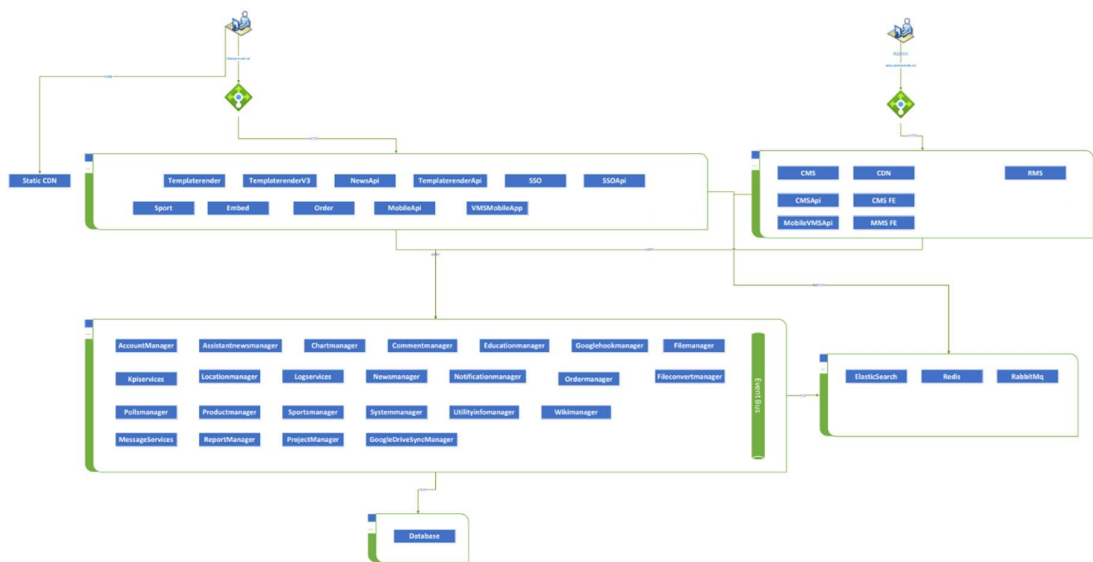 Admin
Static CDN
Templaterender
TemplaterenderV3
NewsApi
TemplaterenderApi
SSO
SSOApi
Sport
Embed
Order
MobileApi
VMSMobileApp
CMS
CDN
RMS
CMSApi
CMS FE
MobileVMSApi
MMS FE
AccountManager
Assistantnewsmanager
Chartmanager
Commentmanager
Educationmanager
Googlehookmanager
Filemanager
Kpiservices
Locationmanager
Logservices
Newsmanager
Notificationmanager
Ordermanager
Fileconvertmanager
Pollsmanager
Productmanager
Sportsmanager
Systemmanager
Utilityinfomanager
Wikimanager
MessageServices
ReportManager
ProjectManager
GoogleDriveSyncManager
Event Bus
ElasticSearch
Redis
RabbitMq
Database